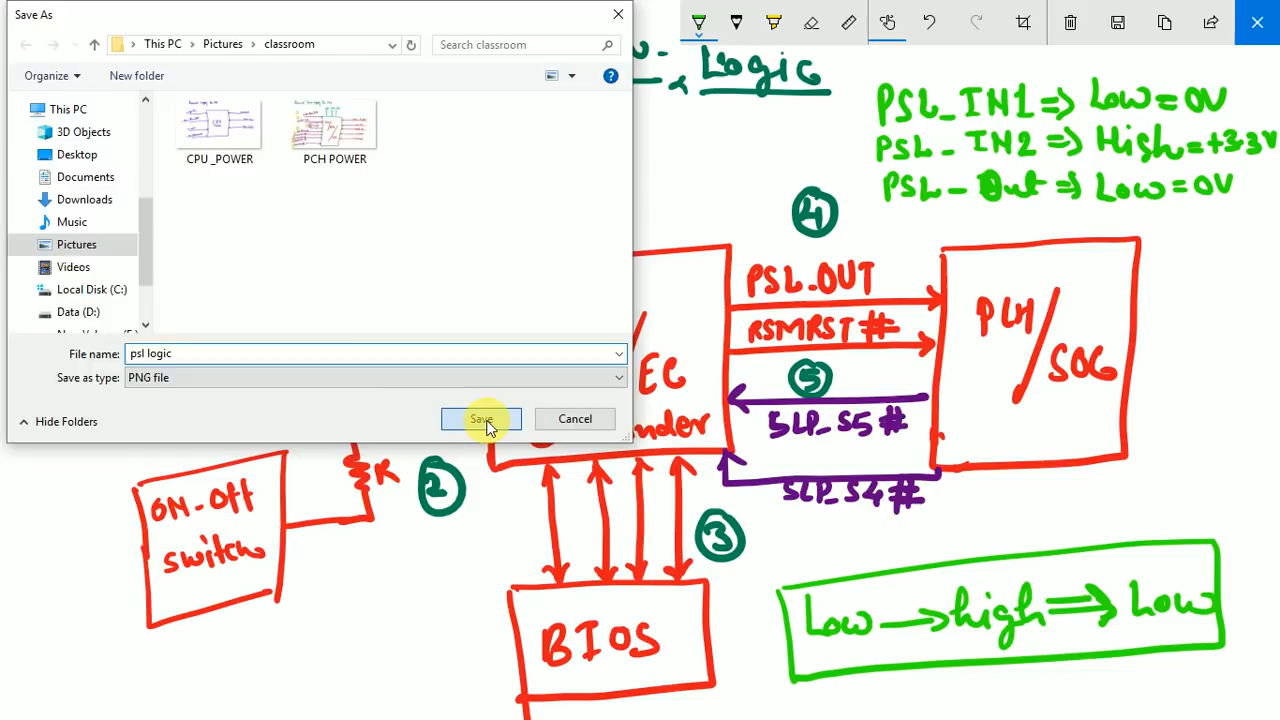 Save As
This PC
Pictures
classroom
Search classroom
Organize
New folder
This PC
3D Objects
Desktop
Documents
Downloads
Music
Pictures
Videos
Local Disk (C:)
Data (D:)
CPU _POWER
PCH POWER
File name:
psl logic
Save as type:
PNG file
Hide Folders
Save
Cancel
Logic
PSL_IN1 => Low = 0V
PSL_IN2 => High = +3.3V
PSL_Out => Low = 0V
4
PSL_OUT
RSMRST #
5
SLP_S5 #
SLP_S4 #
PCH/SOC
EC
ON-Off
switch
R
2
3
BIOS
Low → high ⇒ Low